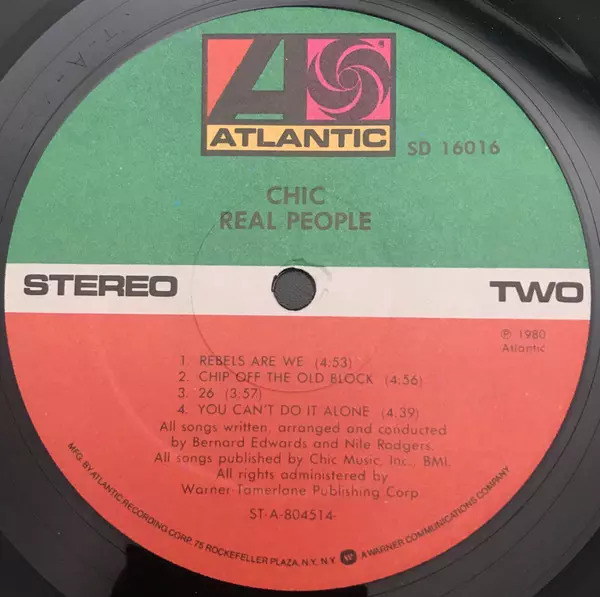 ATLANTIC
SD 16016
CHIC
REAL PEOPLE
STEREO
TWO
℗ 1980
Atlantic
1. REBELS ARE WE (4:53)
2. CHIP OFF THE OLD BLOCK (4:56)
3. 26 (3:57)
4. YOU CAN'T DO IT ALONE (4:39)
All songs written, arranged and conducted
by Bernard Edwards and Nile Rodgers.
All songs published by Chic Music, Inc., BMI.
All rights administered by
Warner-Tamerlane Publishing Corp.
ST-A-804514-
MFG. BY ATLANTIC RECORDING CORP. 75 ROCKEFELLER PLAZA, N.Y. N.Y. W A WARNER COMMUNICATIONS COMPANY